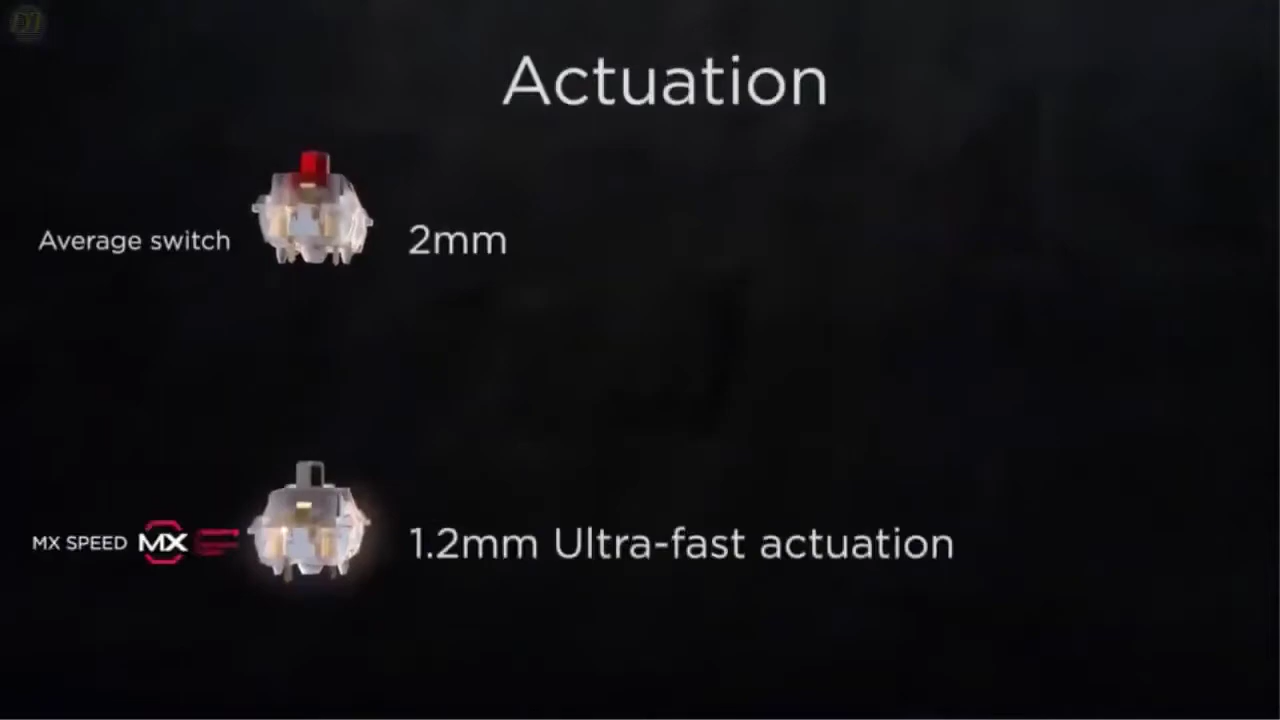 Actuation
Average switch 2mm
MX SPEED MX 1.2mm Ultra-fast actuation